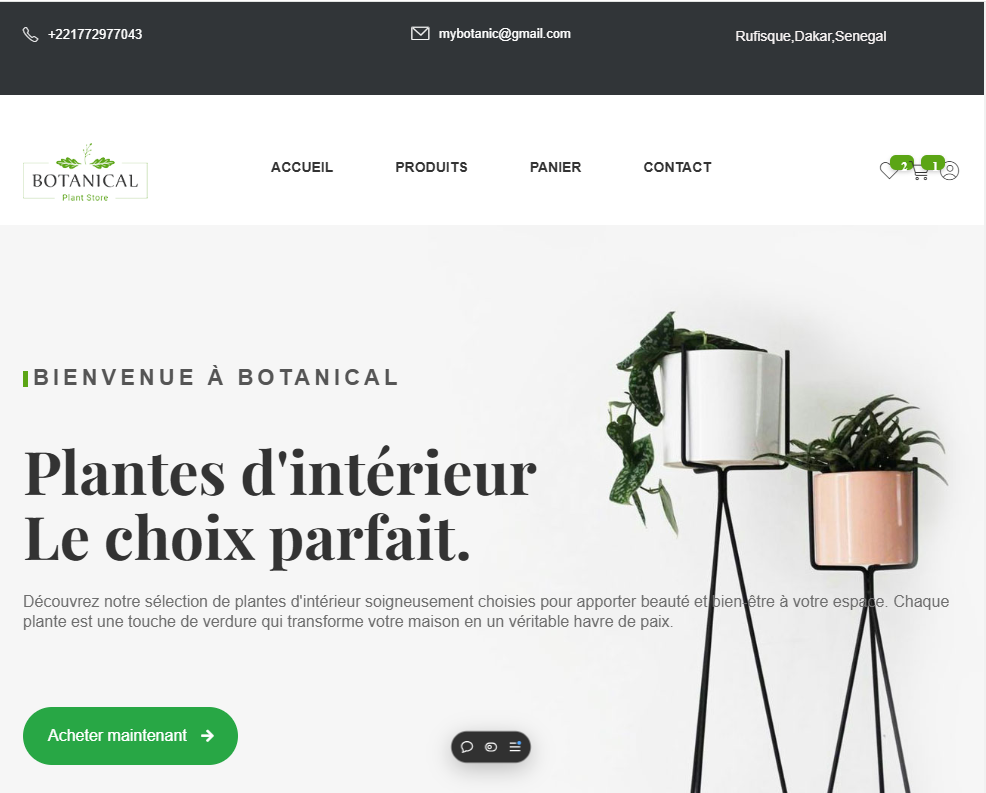 +221772977043
mybotanic@gmail.com
Rufisque,Dakar,Senegal
BOTANICAL
Plant Store
ACCUEIL
PRODUITS
PANIER
CONTACT
2
1
BIENVENUE À BOTANICAL
Plantes d'intérieur
Le choix parfait.
Découvrez notre sélection de plantes d'intérieur soigneusement choisies pour apporter beauté et bien-être à votre espace. Chaque
plante est une touche de verdure qui transforme votre maison en un véritable havre de paix.
Acheter maintenant